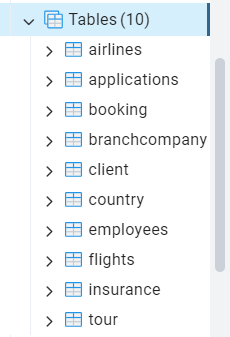 Tables (10)
airlines
applications
booking
branchcompany
client
country
employees
flights
insurance
tour